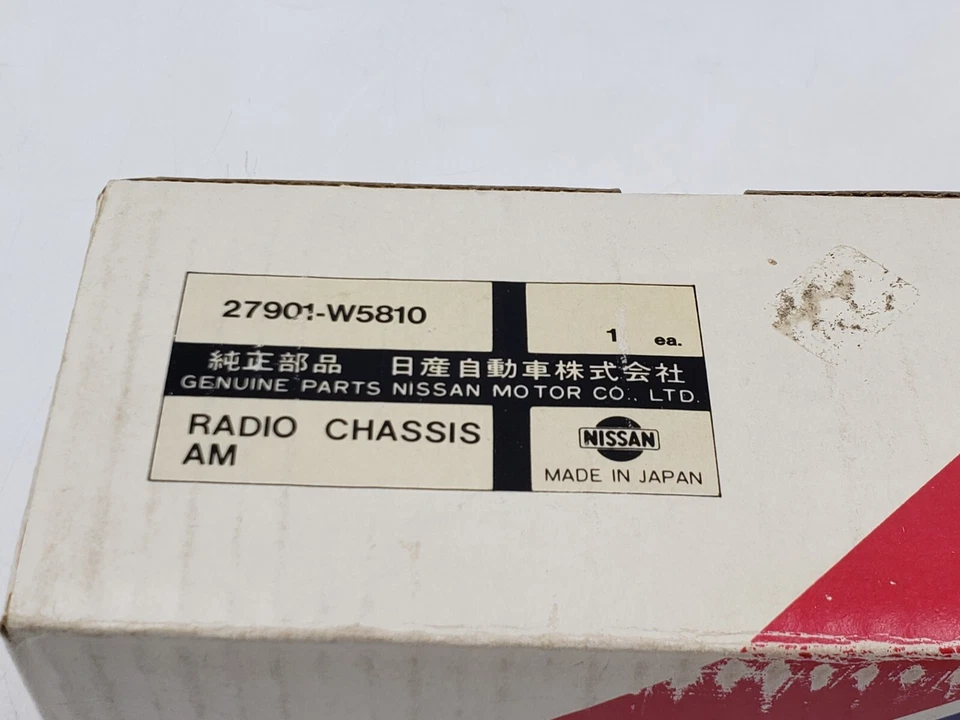 27901-W5810
1 ea.
純正部品 日産自動車株式会社
GENUINE PARTS NISSAN MOTOR CO., LTD.
RADIO CHASSIS
AM
NISSAN
MADE IN JAPAN